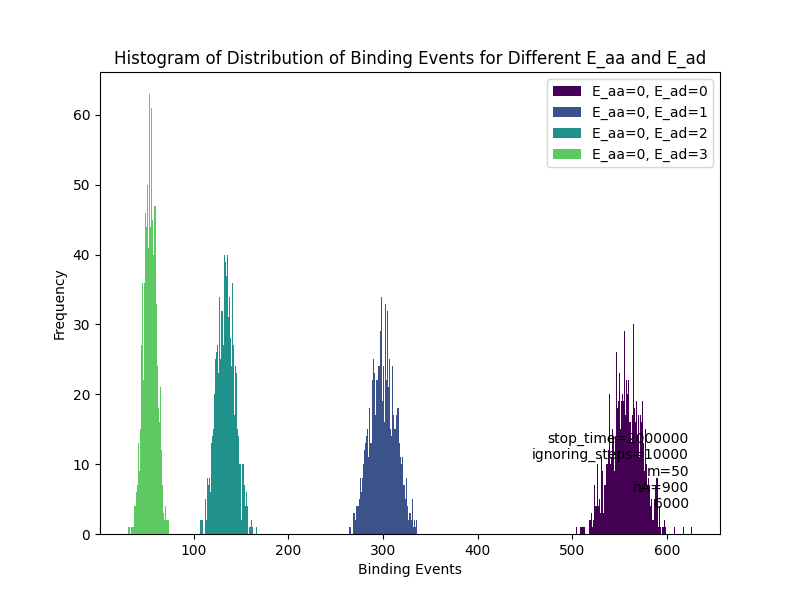 Histogram of Distribution of Binding Events for Different E_aa and E_ad
E_aa=0, E_ad=0
E_aa=0, E_ad=1
E_aa=0, E_ad=2
E_aa=0, E_ad=3
60
50
40
30
20
10
0
Frequency
stop_time=2000000
ignoring_steps=10000
m=50
=900
5000
100
200
300
400
500
600
Binding Events